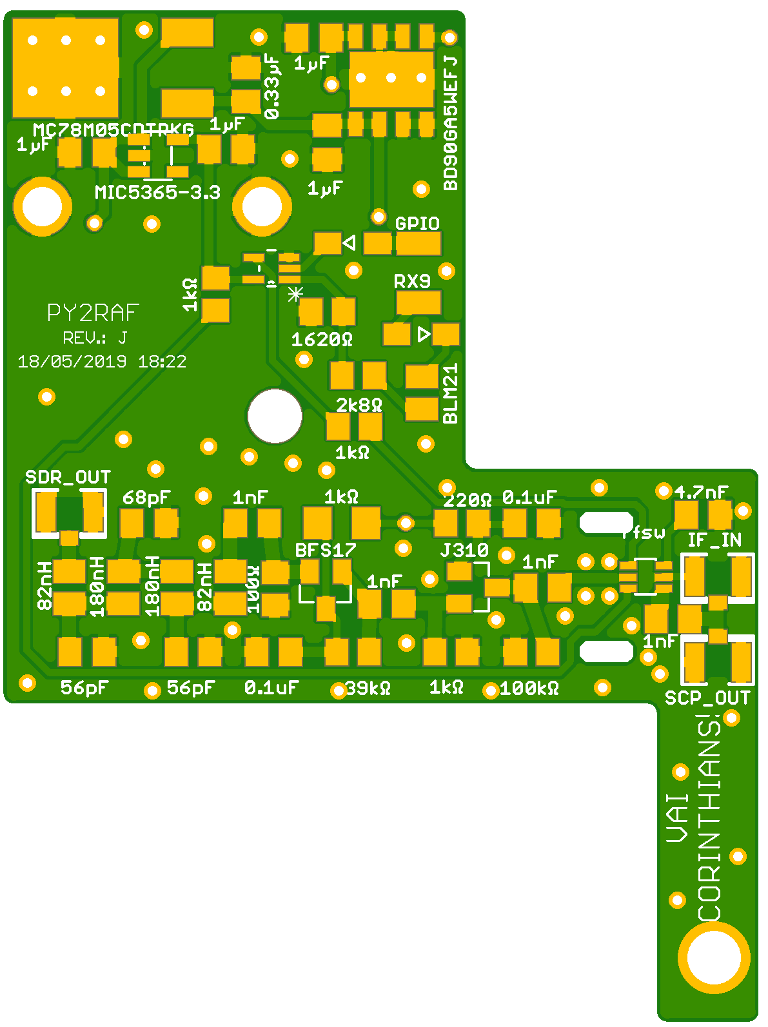 1µF
0.33µF
BD90GA5WEFJ
MC78M05CDTRKG
1µF
1µF
1µF
MIC5365-3.3
GPIO
RX9
1kΩ
PY2RAF
REV.: J
18/05/2019 18:22
1620Ω
BLM21
2k8Ω
1kΩ
SDR_OUT
68pF
1nF
1kΩ
220Ω
0.1uF
4.7nF
rfsw
IF_IN
BFS17
J310
1nF
82nH
180nH
180nH
82nH
100Ω
1nF
1nF
56pF
56pF
0.1uF
39kΩ
1kΩ
100kΩ
SCP_OUT
VAI
CORINTHIANS!